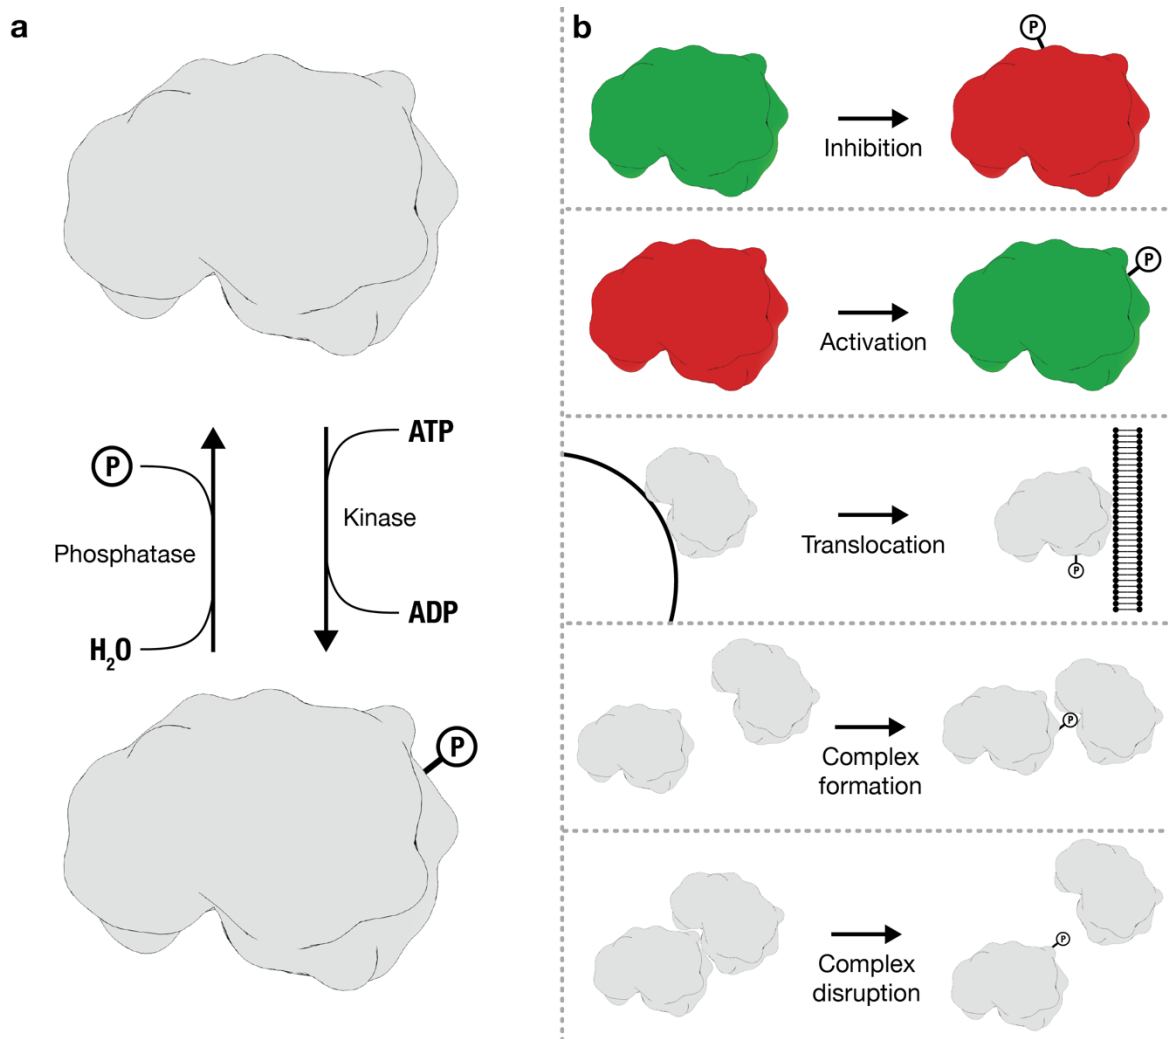 a
P
ATP
Phosphatase
Kinase
H₂O
ADP
P
b
P
Inhibition
P
Activation
Translocation
P
P
Complex
formation
P
Complex
disruption